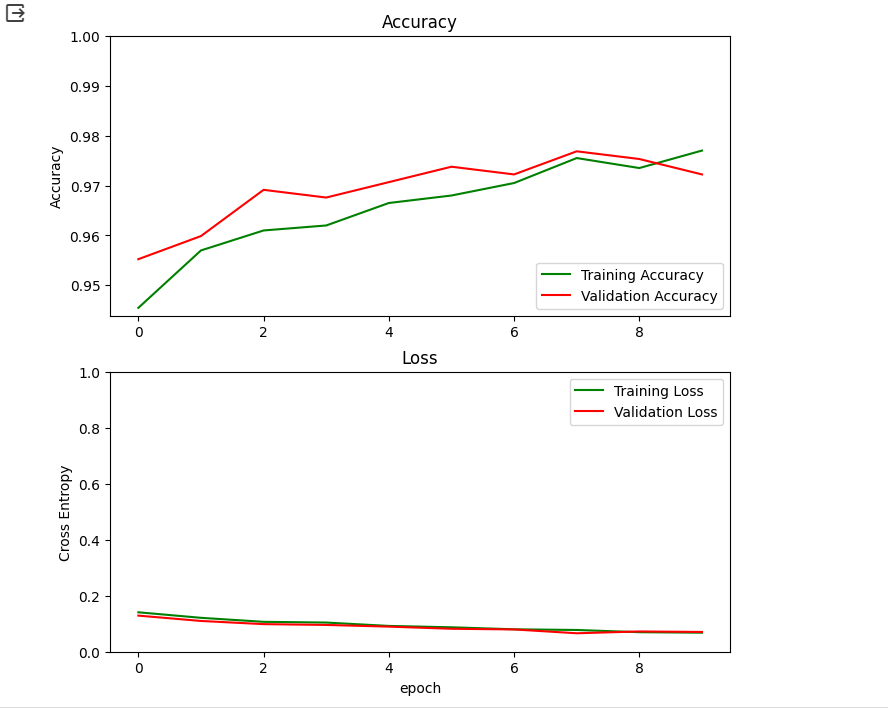 Accuracy
1.00
0.99
0.98
0.97
0.96
0.95
Accuracy
Training Accuracy
Validation Accuracy
0 2 4 6 8
Loss
1.0
0.8
0.6
0.4
0.2
0.0
Cross Entropy
Training Loss
Validation Loss
0 2 4 6 8
epoch